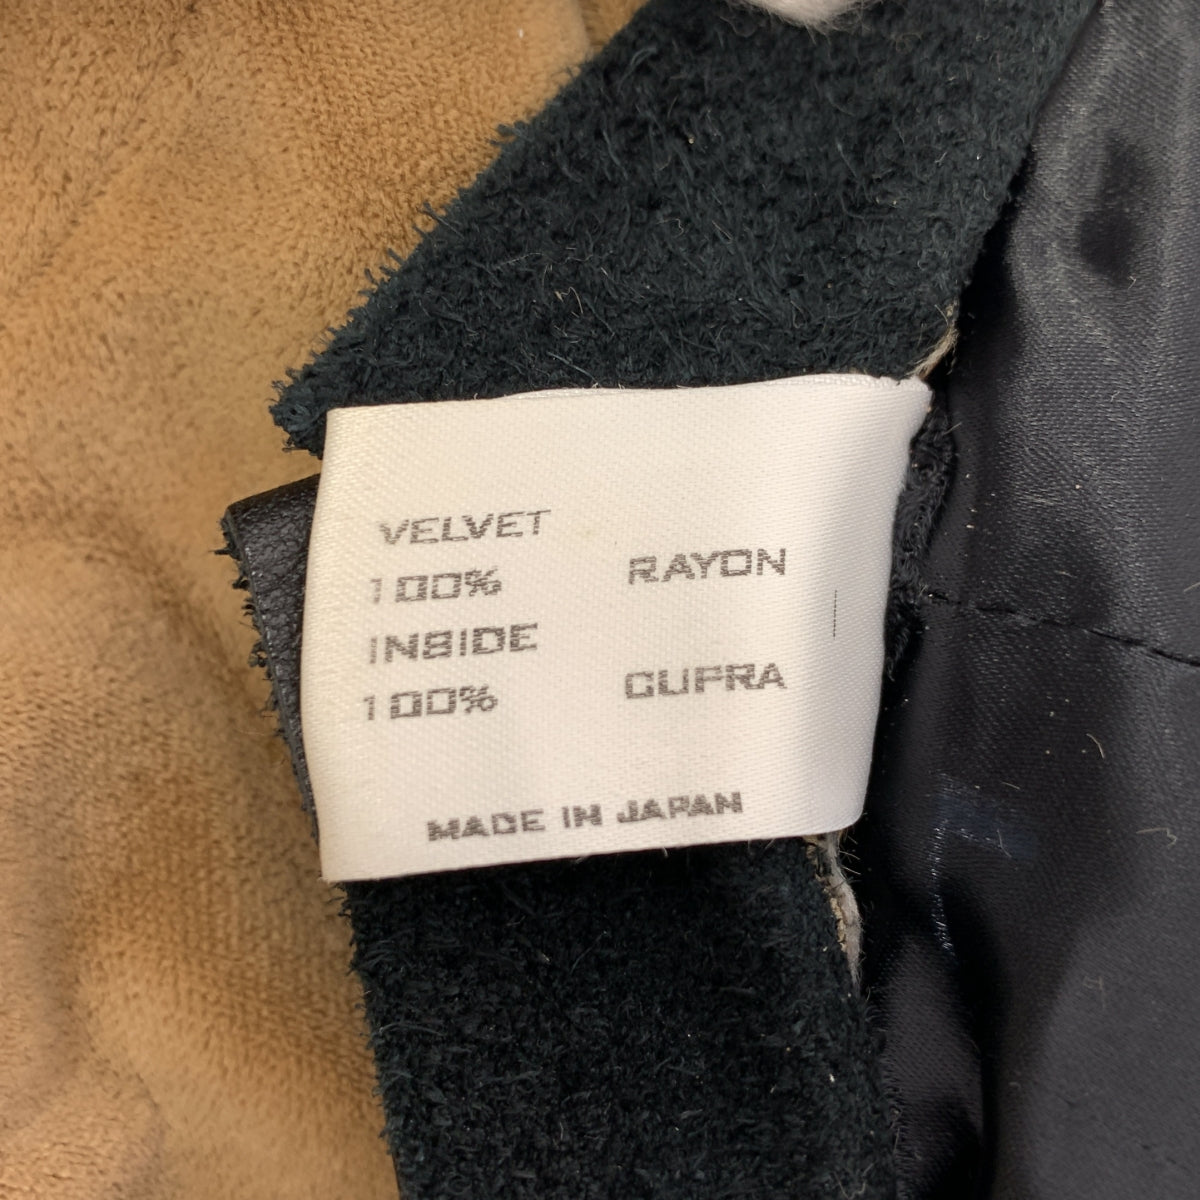 VELVET
100% RAYON
INSIDE
100% CUPRA
MADE IN JAPAN